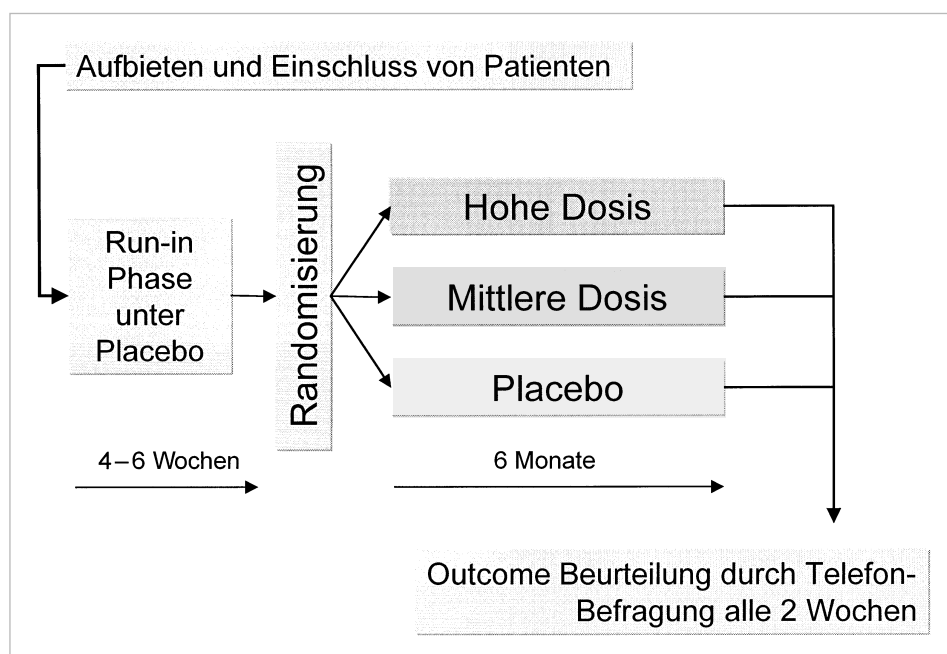 Aufbieten und Einschluss von Patienten
Run-in
Phase
unter
Placebo
Randomisierung
Hohe Dosis
Mittlere Dosis
Placebo
4–6 Wochen
6 Monate
Outcome Beurteilung durch Telefon-
Befragung alle 2 Wochen